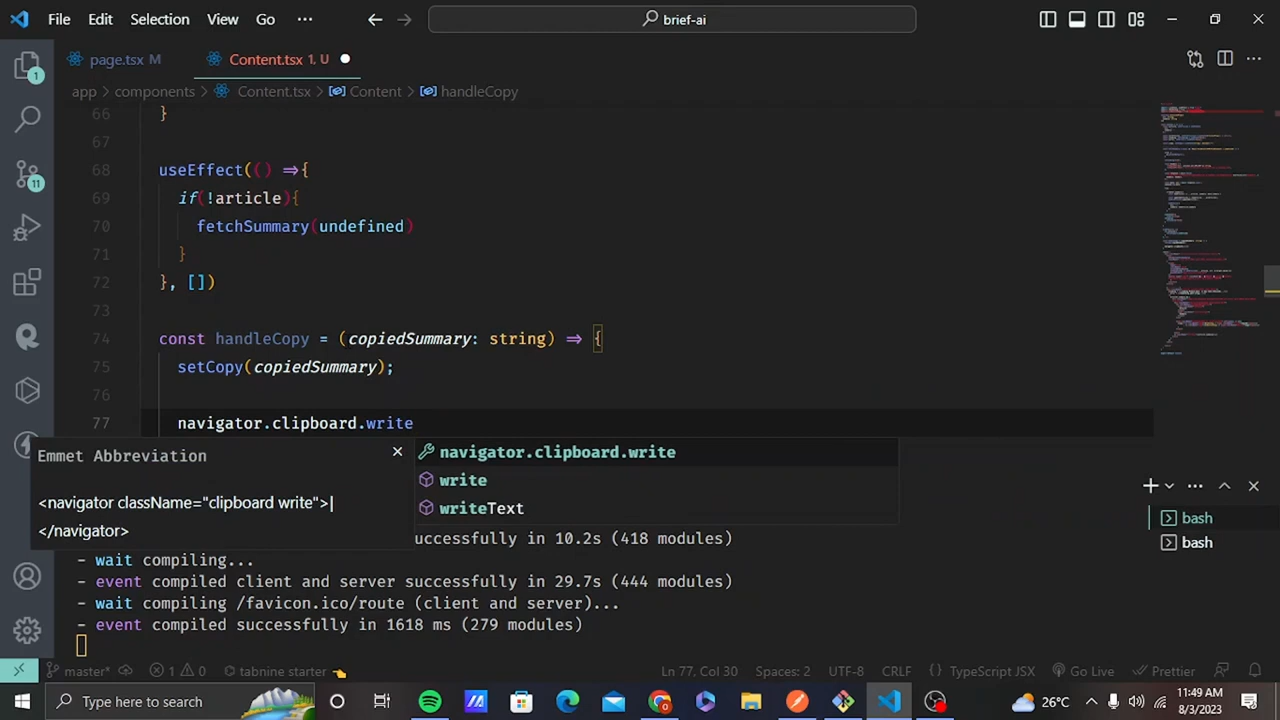 File Edit Selection View Go ··· brief-ai
page.tsx M Content.tsx 1, U
app > components > Content.tsx > Content > handleCopy
1
66 }
67
68 useEffect(() =>{
69 if(!article){
70 fetchSummary(undefined)
71 }
72 }, [])
73
74 const handleCopy = (copiedSummary: string) => {
75 setCopy(copiedSummary);
76
77 navigator.clipboard.write
11
Emmet Abbreviation
<navigator className="clipboard write">|
</navigator>
navigator.clipboard.write
write
writeText
bash
bash
successfully in 10.2s (418 modules)
- wait compiling...
- event compiled client and server successfully in 29.7s (444 modules)
- wait compiling /favicon.ico/route (client and server)...
- event compiled successfully in 1618 ms (279 modules)
master* 1 0 tabnine starter Ln 77, Col 30 Spaces: 2 UTF-8 CRLF {} TypeScript JSX Go Live Prettier
Type here to search 26°C 11:49 AM
8/3/2023